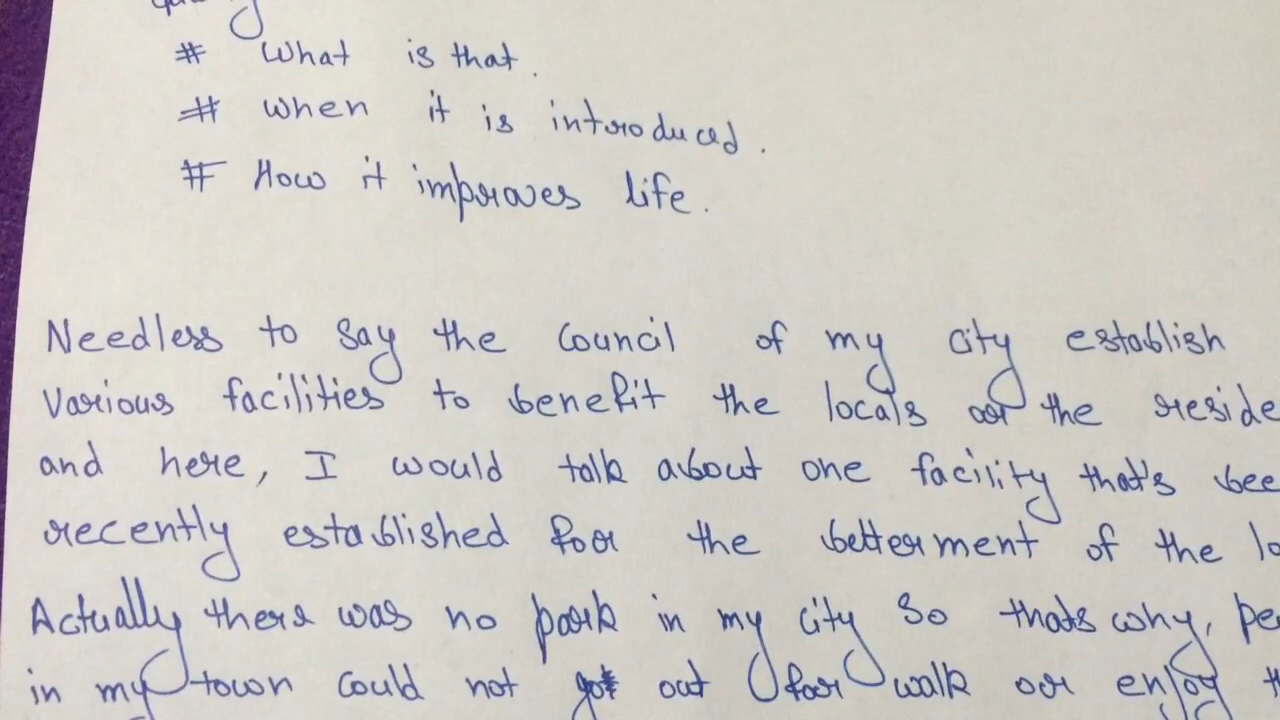 # What is that.
# When it is introduced.
# How it improves life.
Needless to say the Council of my city establish
various facilities to benefit the locals or the reside
and here, I would talk about one facility that's bee
recently established for the betterment of the lo
Actually there was no park in my city so thats why, pe
in my town could not got out for walk or enjoy t